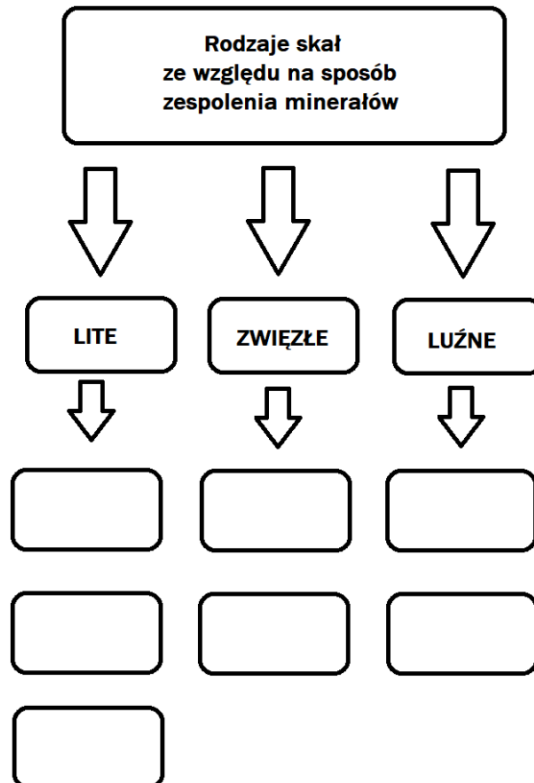 Rodzaje skał
ze względu na sposób
zespolenia minerałów
LITE
ZWIĘZŁE
LUŹNE